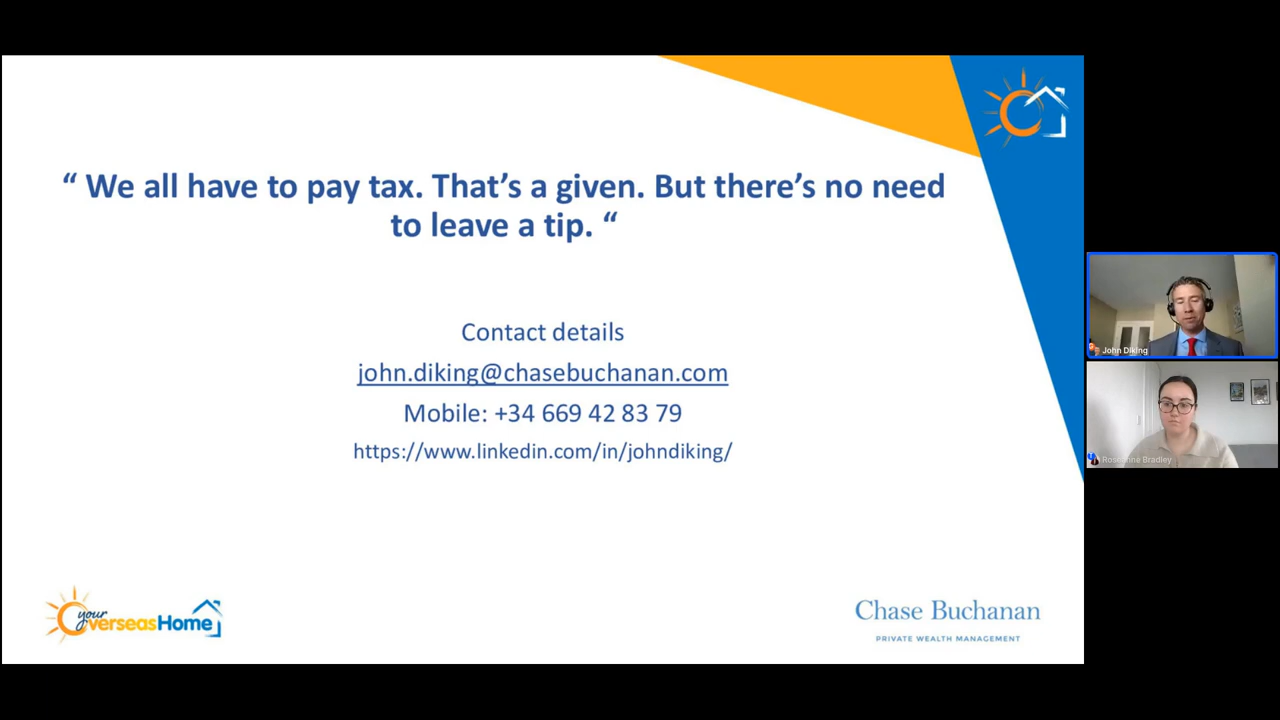 “ We all have to pay tax. That’s a given. But there’s no need
to leave a tip. “
Contact details
john.diking@chasebuchanan.com
Mobile: +34 669 42 83 79
https://www.linkedin.com/in/johndiking/
your
OverseasHome
Chase Buchanan
PRIVATE WEALTH MANAGEMENT
John Diking
Roseanne Bradley